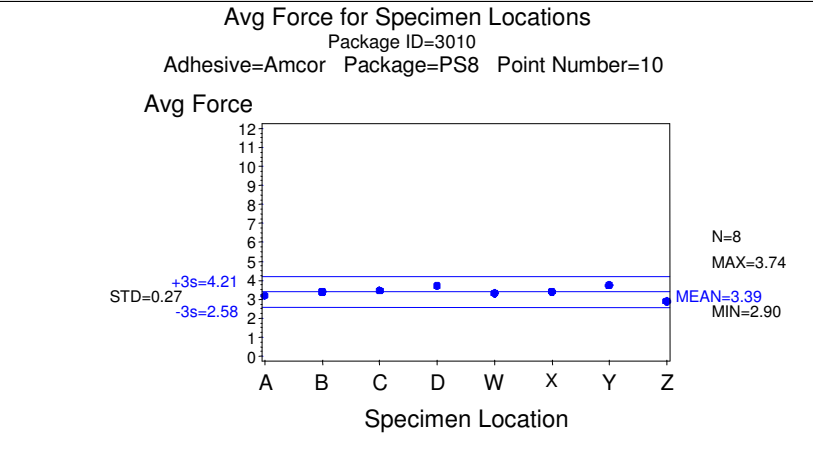 Avg Force for Specimen Locations
Package ID=3010
Adhesive=Amcor Package=PS8 Point Number=10
Avg Force
12
11
10
9
8
7
6
5
4
3
2
1
0
+3s=4.21
STD=0.27
-3s=2.58
N=8
MAX=3.74
MEAN=3.39
MIN=2.90
A B C D W X Y Z
Specimen Location